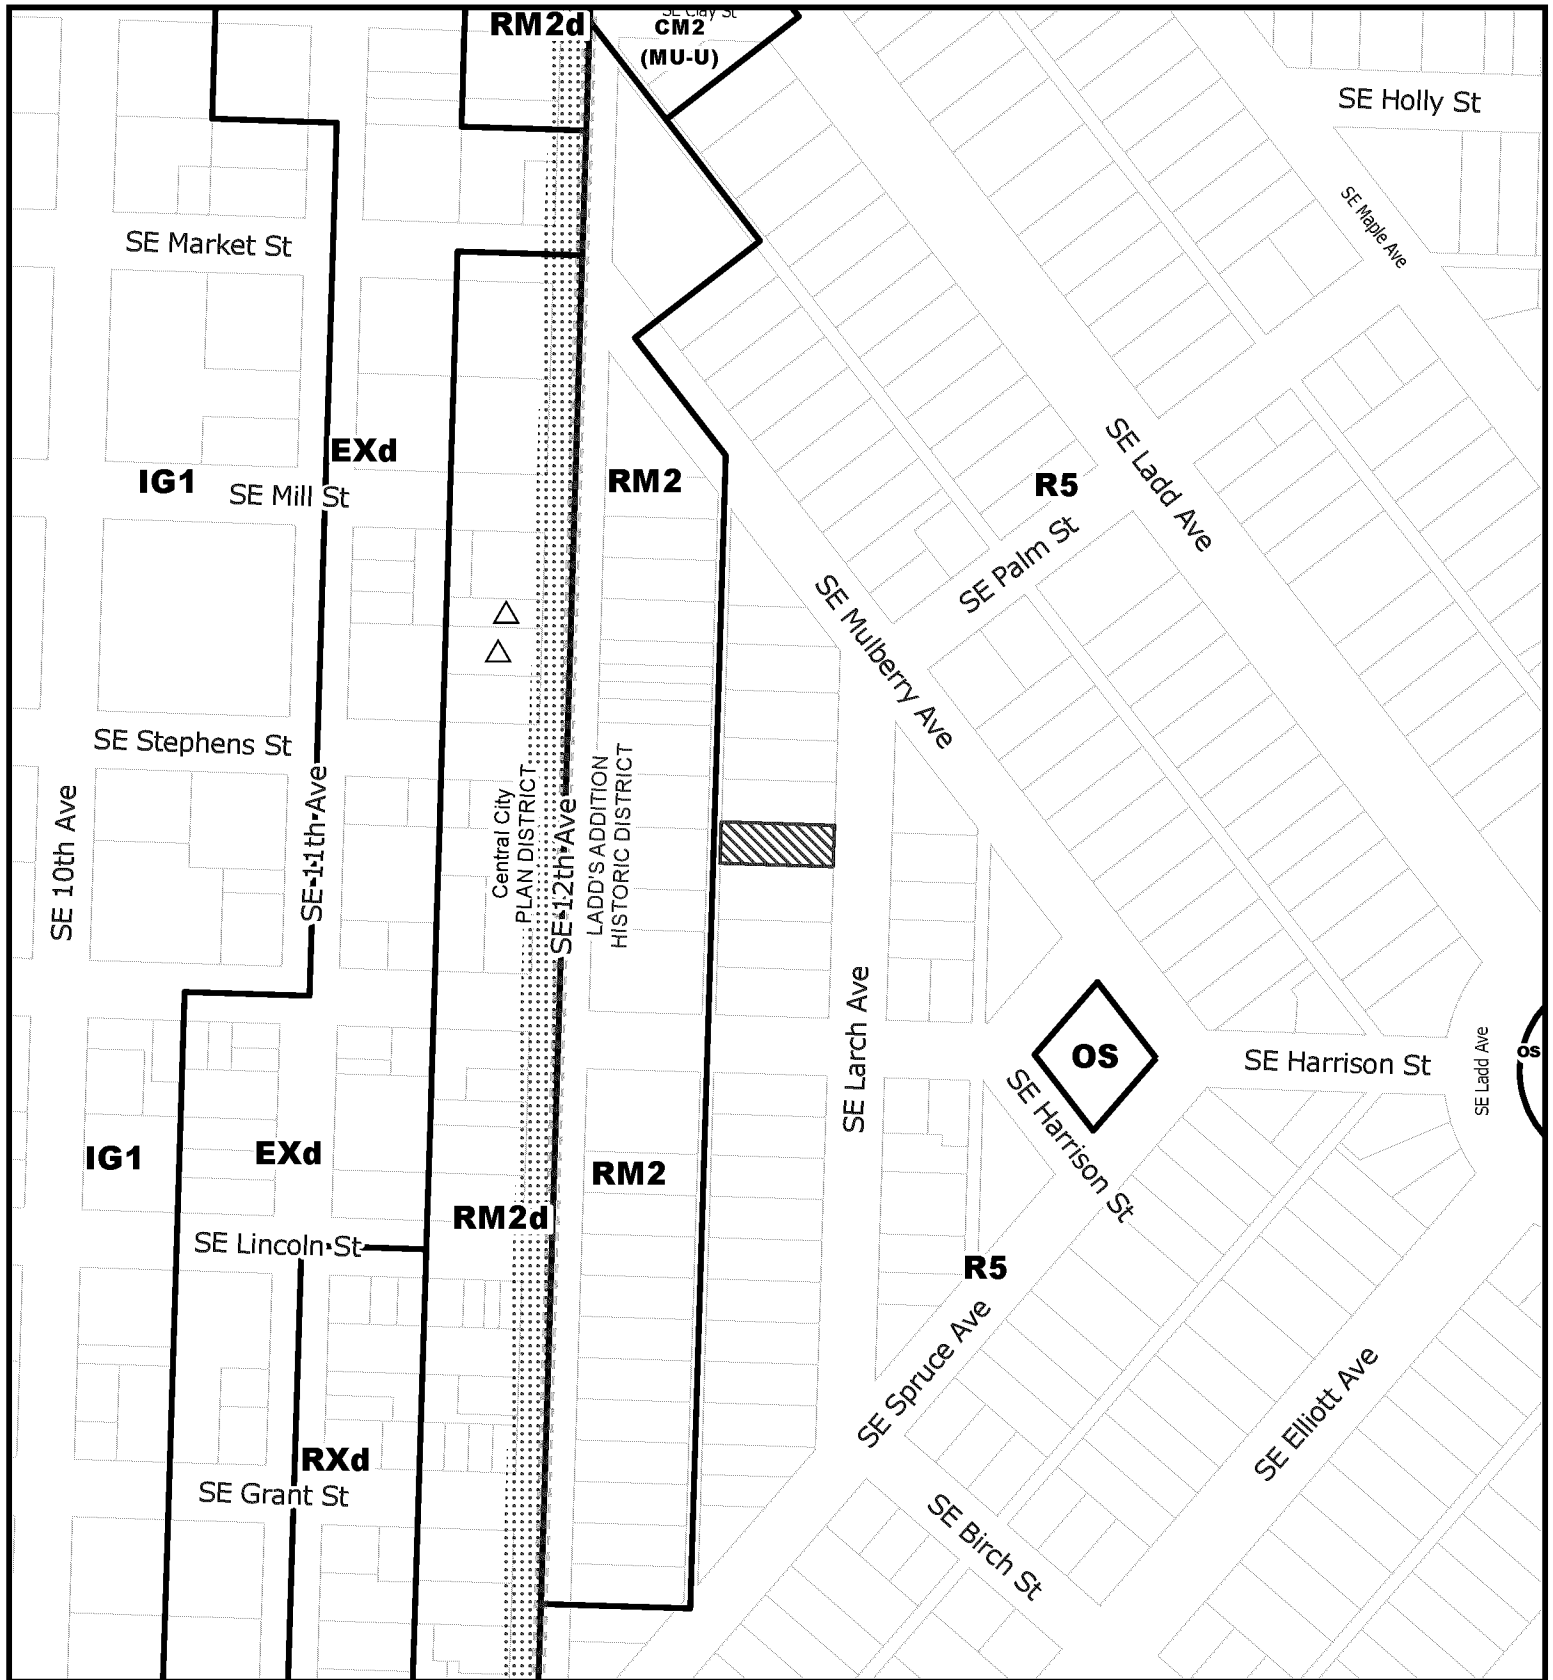 RM2d
SE Clay St
CM2
(MU-U)
SE Holly St
SE Maple Ave
SE Market St
EXd
IG1
SE Mill St
RM2
R5
SE Ladd Ave
SE Palm St
SE Mulberry Ave
SE Stephens St
SE 10th Ave
SE 11th Ave
Central City
PLAN DISTRICT
SE 12th Ave
LADD'S ADDITION
HISTORIC DISTRICT
SE Larch Ave
OS
SE Harrison St
SE Ladd Ave
OS
SE Harrison St
IG1
EXd
RM2
RM2d
SE Lincoln St
R5
SE Spruce Ave
SE Elliott Ave
RXd
SE Grant St
SE Birch St